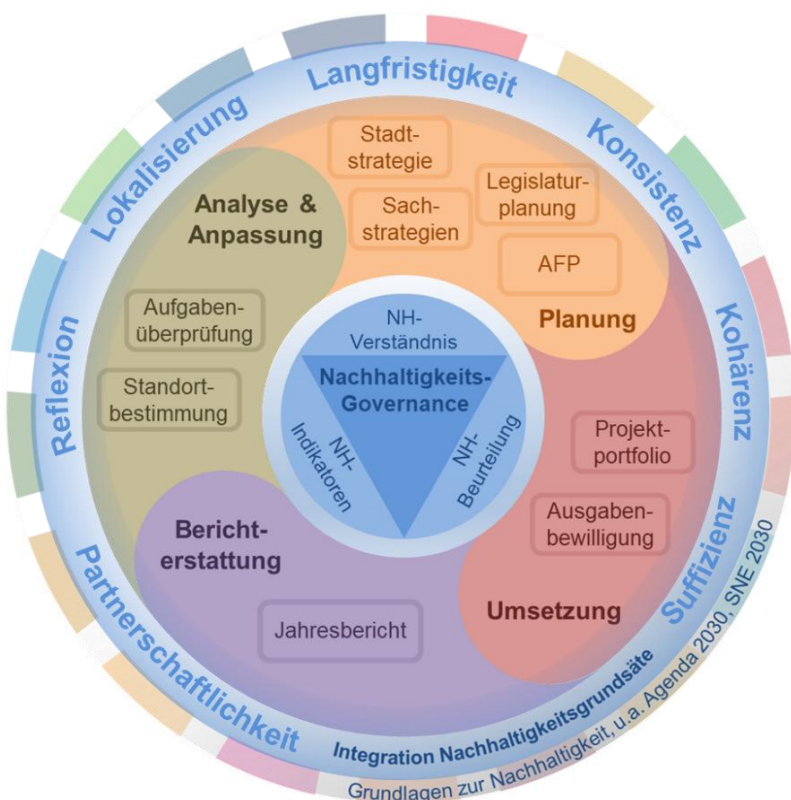 Langfristigkeit
Konsistenz
Kohärenz
Suffizienz
Partnerschaftlichkeit
Reflexion
Lokalisierung
Stadt-
strategie
Sach-
strategien
Legislatur-
planung
AFP
Planung
Analyse &
Anpassung
Aufgaben-
überprüfung
Standort-
bestimmung
NH-
Verständnis
Nachhaltigkeits-
Governance
NH-
Indikatoren
NH-
Beurteilung
Projekt-
portfolio
Ausgaben-
bewilligung
Umsetzung
Bericht-
erstattung
Jahresbericht
Integration Nachhaltigkeitsgrundsäte
Grundlagen zur Nachhaltigkeit, u.a. Agenda 2030, SNE 2030